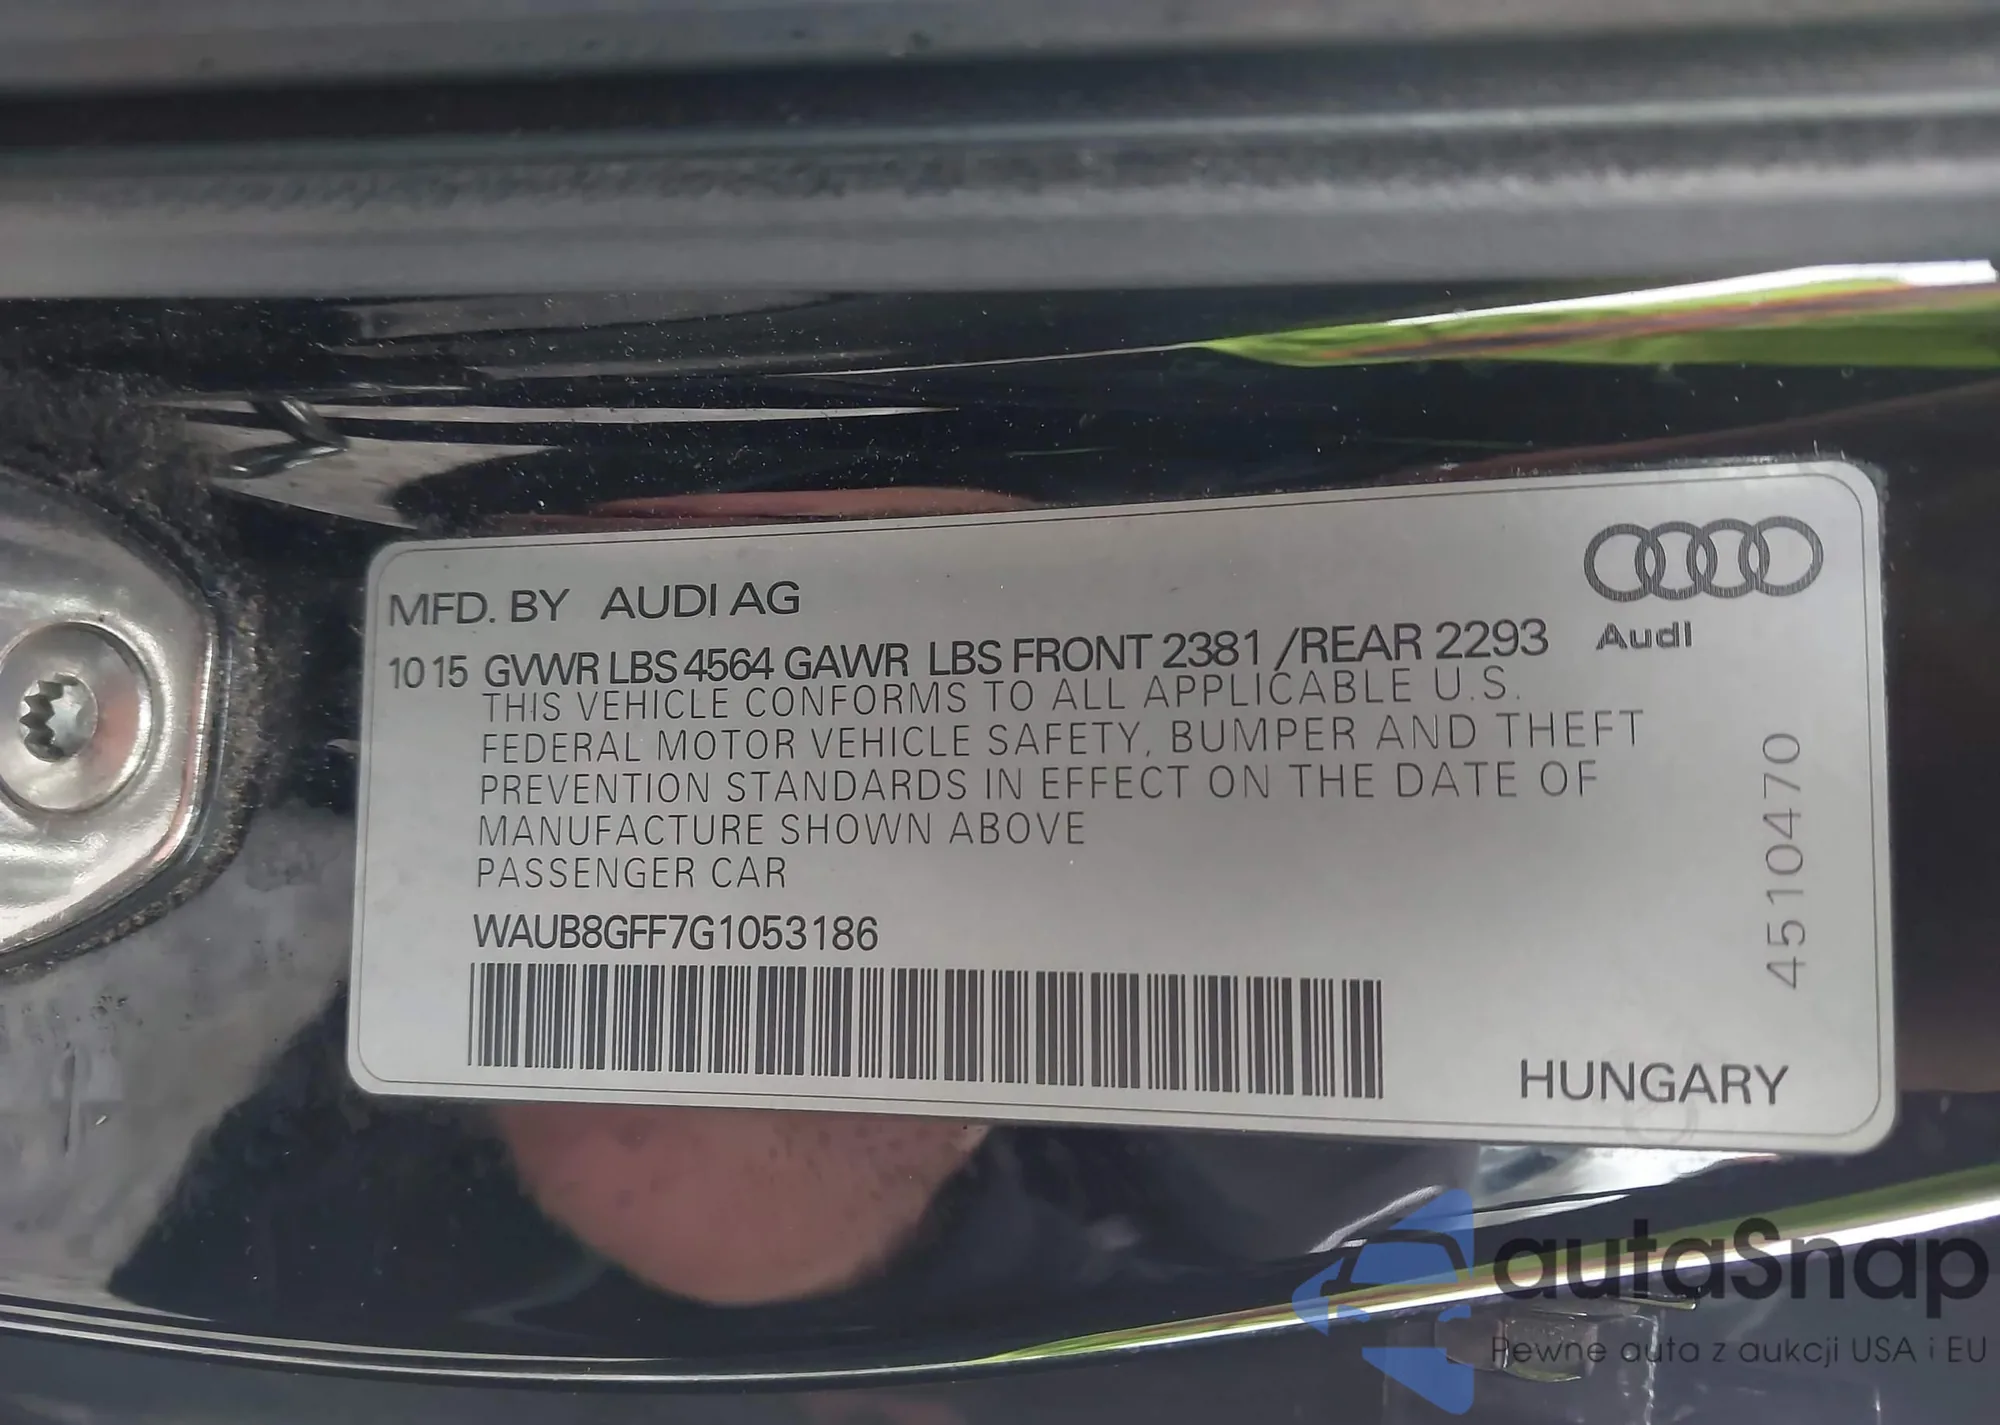 MFD. BY AUDI AG
10 15 GVWR LBS 4564 GAWR LBS FRONT 2381 /REAR 2293
Audi
THIS VEHICLE CONFORMS TO ALL APPLICABLE U.S.
FEDERAL MOTOR VEHICLE SAFETY, BUMPER AND THEFT
PREVENTION STANDARDS IN EFFECT ON THE DATE OF
MANUFACTURE SHOWN ABOVE
PASSENGER CAR
WAUB8GFF7G1053186
4510470
HUNGARY
autaSnap
Pewne auta z aukcji USA i EU